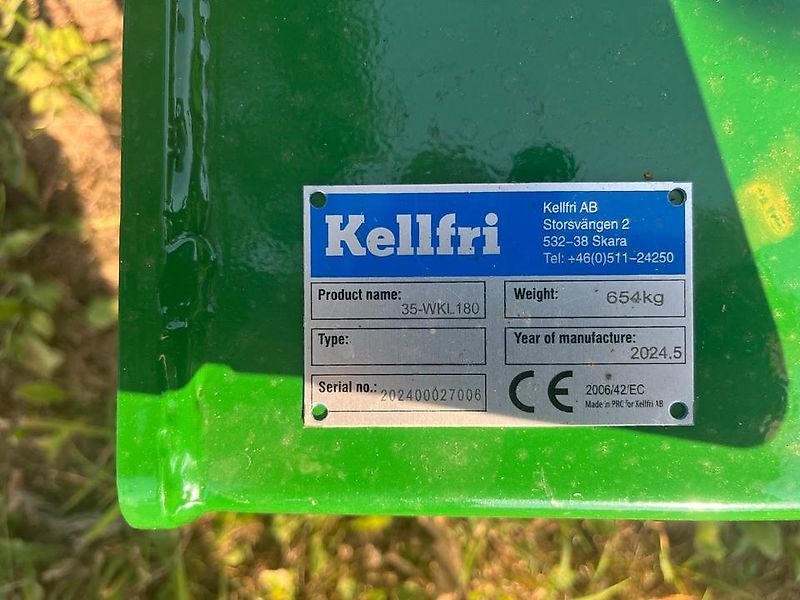 Kellfri
Kellfri AB
Storsvängen 2
532-38 Skara
Tel: +46(0)511-24250
Product name: 35-WKL180
Weight: 654kg
Type:
Year of manufacture: 2024.5
Serial no.: 202400027006
CE 2006/42/EC
Made in PRC for Kellfri AB